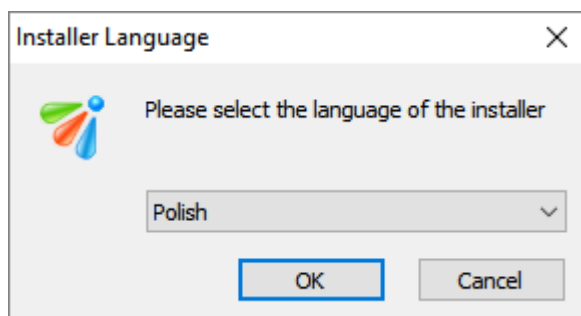 Installer Language
Please select the language of the installer
Polish
OK
Cancel